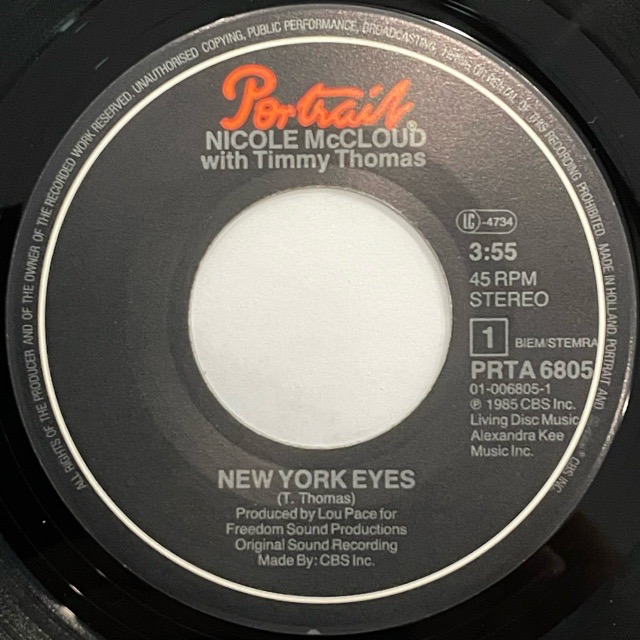 ALL RIGHTS OF THE PRODUCER AND OF THE OWNER OF THE RECORDED WORK RESERVED. UNAUTHORISED COPYING, PUBLIC PERFORMANCE, BROADCASTING, OF THIS RECORDING PROHIBITED. MADE IN HOLLAND. PORTRAIT AND CBS INC
Portrait®
NICOLE McCLOUD
with Timmy Thomas
LC-4734
3:55
45 RPM
STEREO
1 BIEM/STEMRA
PRTA 6805
01-006805-1
℗ 1985 CBS Inc.
Living Disc Music
Alexandra Kee
Music Inc.
NEW YORK EYES
(T. Thomas)
Produced by Lou Pace for
Freedom Sound Productions
Original Sound Recording
Made By: CBS Inc.